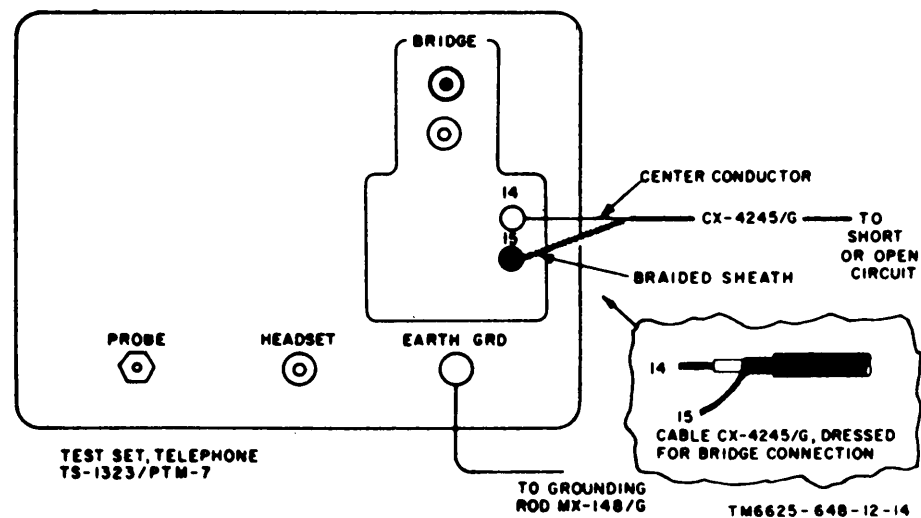 BRIDGE
14
CENTER CONDUCTOR
CX-4245/G
TO
SHORT
OR OPEN
CIRCUIT
15
BRAIDED SHEATH
PROBE
HEADSET
EARTH GRD
14
15
CABLE CX-4245/G, DRESSED
FOR BRIDGE CONNECTION
TEST SET, TELEPHONE
TS-1323/PTM-7
TO GROUNDING
ROD MX-148/G
TM6625-648-12-14